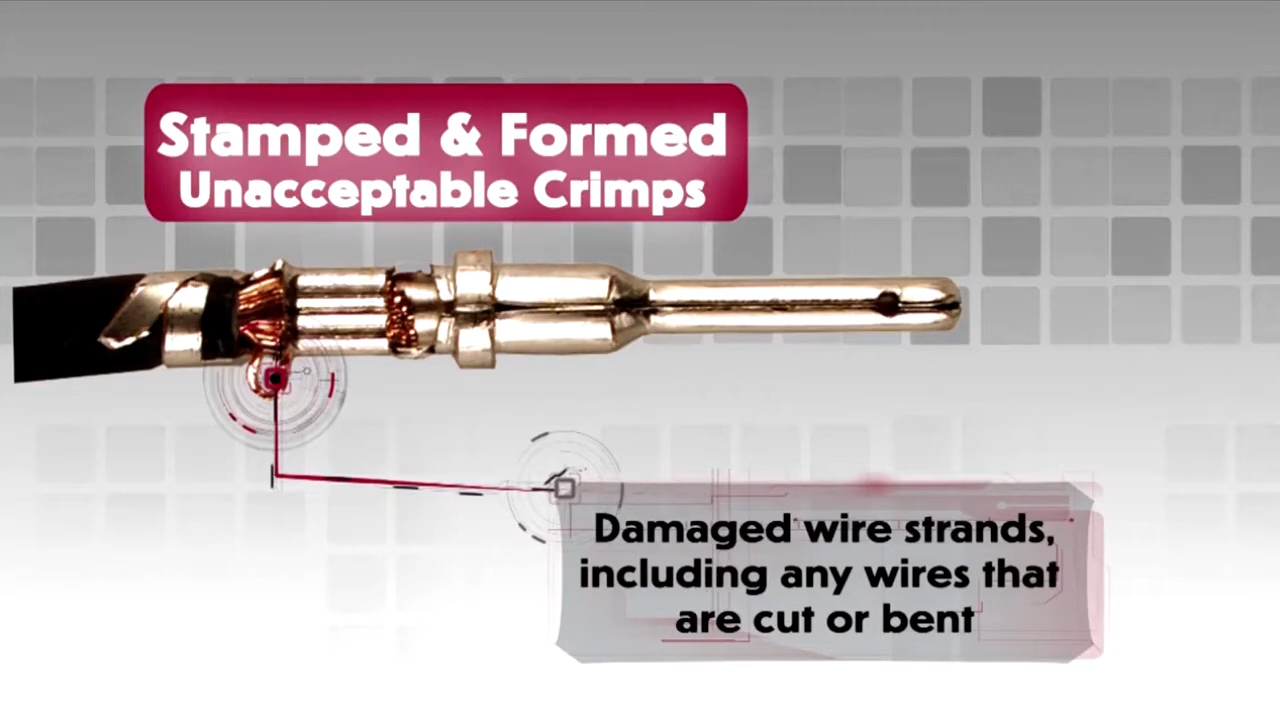 Stamped & Formed
Unacceptable Crimps
Damaged wire strands,
including any wires that
are cut or bent